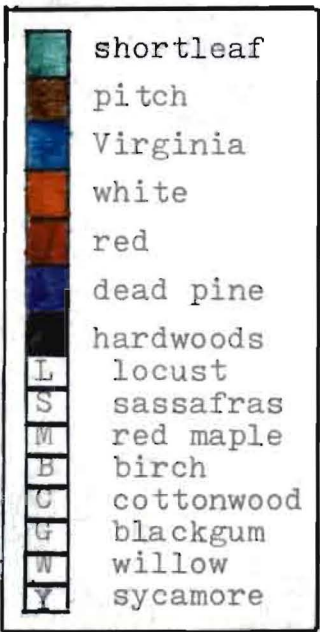 shortleaf
pitch
Virginia
white
red
dead pine
hardwoods
L locust
S sassafras
M red maple
B birch
C cottonwood
G blackgum
W willow
Y sycamore